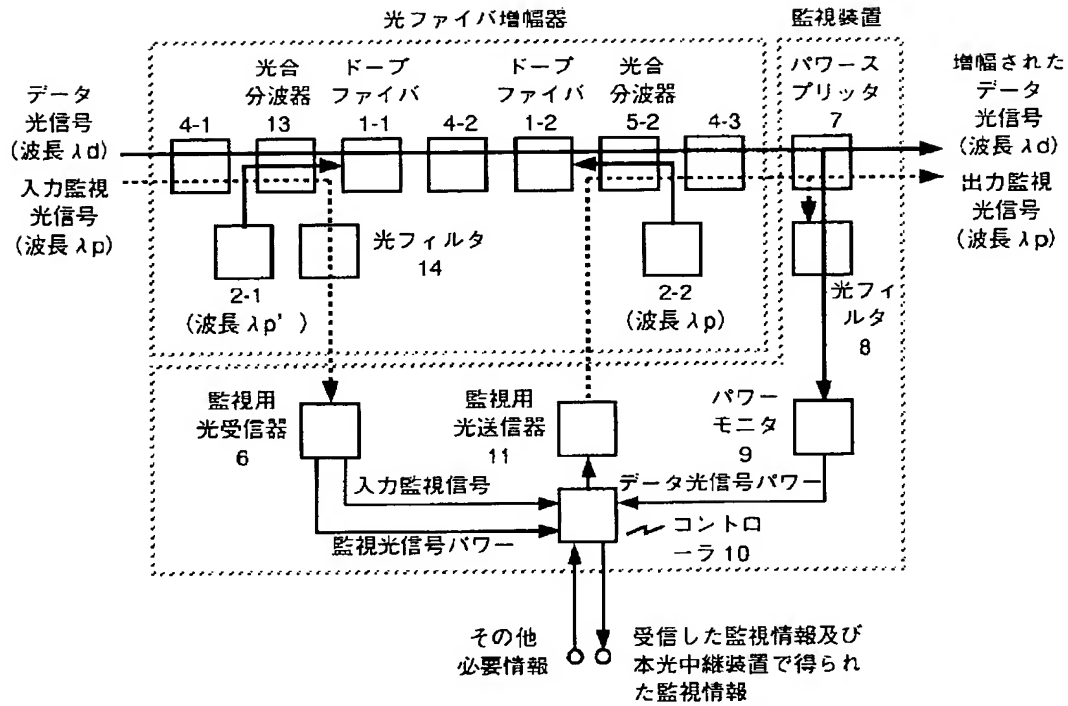 光ファイバ増幅器
監視装置
データ
光信号
(波長λd)
入力監視
光信号
(波長λp)
4-1
光合
分波器
13
ドープ
ファイバ
1-1
4-2
ドープ
ファイバ
1-2
光合
分波器
5-2
4-3
パワース
プリッタ
7
増幅された
データ
光信号
(波長λd)
出力監視
光信号
(波長λp)
2-1
(波長λp')
光フィルタ
14
2-2
(波長λp)
光フィ
ルタ
8
監視用
光受信器
6
監視用
光送信器
11
パワー
モニタ
9
入力監視信号
データ光信号パワー
監視光信号パワー
コントロ
ーラ10
その他
必要情報
受信した監視情報及び
本光中継装置で得られ
た監視情報